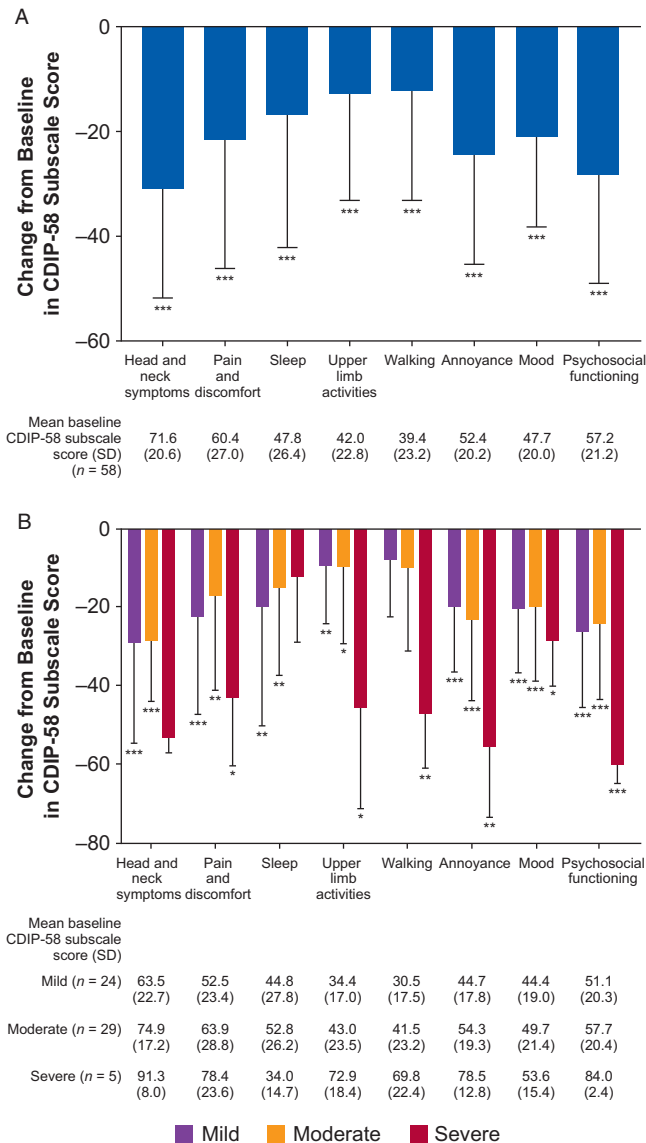 A
Change from Baseline
in CDIP-58 Subscale Score
0
–20
–40
–60
*** *** *** *** *** *** *** ***
Head and neck symptoms
Pain and discomfort
Sleep
Upper limb activities
Walking
Annoyance
Mood
Psychosocial functioning
Mean baseline
CDIP-58 subscale
score (SD)
(n = 58)
71.6 60.4 47.8 42.0 39.4 52.4 47.7 57.2
(20.6) (27.0) (26.4) (22.8) (23.2) (20.2) (20.0) (21.2)
B
Change from Baseline
in CDIP-58 Subscale Score
0
–20
–40
–60
–80
*** ***
*** ** *
** **
** * *
**
*** *** **
*** *** *
*** *** ***
Head and neck symptoms
Pain and discomfort
Sleep
Upper limb activities
Walking
Annoyance
Mood
Psychosocial functioning
Mean baseline
CDIP-58 subscale
score (SD)
Mild (n = 24) 63.5 52.5 44.8 34.4 30.5 44.7 44.4 51.1
(22.7) (23.4) (27.8) (17.0) (17.5) (17.8) (19.0) (20.3)
Moderate (n = 29) 74.9 63.9 52.8 43.0 41.5 54.3 49.7 57.7
(17.2) (28.8) (26.2) (23.5) (23.2) (19.3) (21.4) (20.4)
Severe (n = 5) 91.3 78.4 34.0 72.9 69.8 78.5 53.6 84.0
(8.0) (23.6) (14.7) (18.4) (22.4) (12.8) (15.4) (2.4)
Mild Moderate Severe